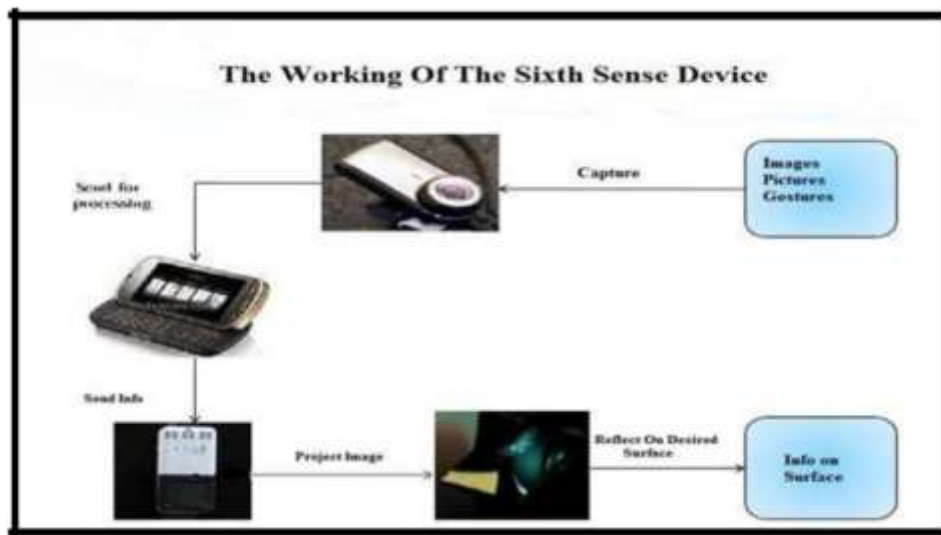 The Working Of The Sixth Sense Device
Images
Pictures
Gestures
Capture
for
processing
Send Info
Project Image
Reflect On Desired
Surface
Info on
Surface